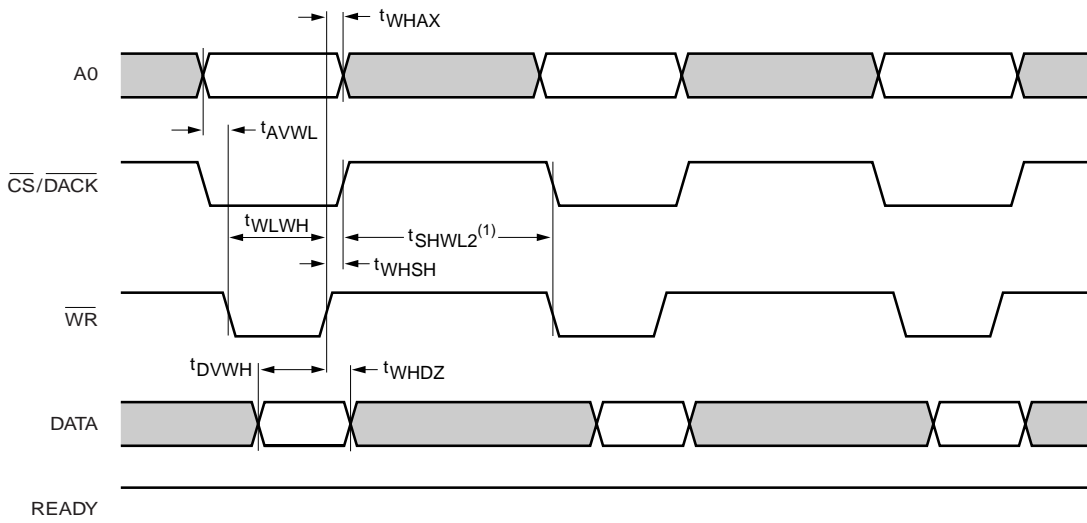 tWHAX
A0
tAVWL
CS/DACK
tWLWH
tSHWL2(1)
tWHSH
WR
tDVWH
tWHDZ
DATA
READY